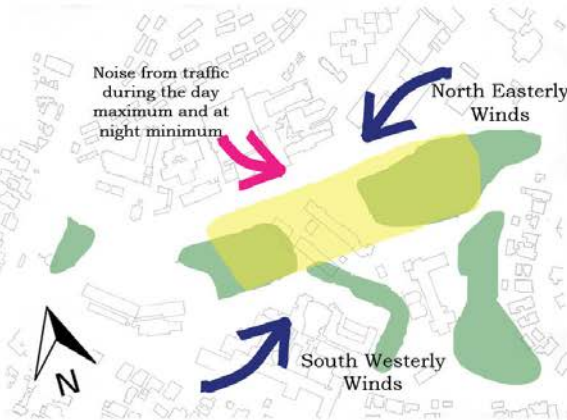 Noise from traffic
during the day
maximum and at
night minimum
North Easterly
Winds
South Westerly
Winds
N